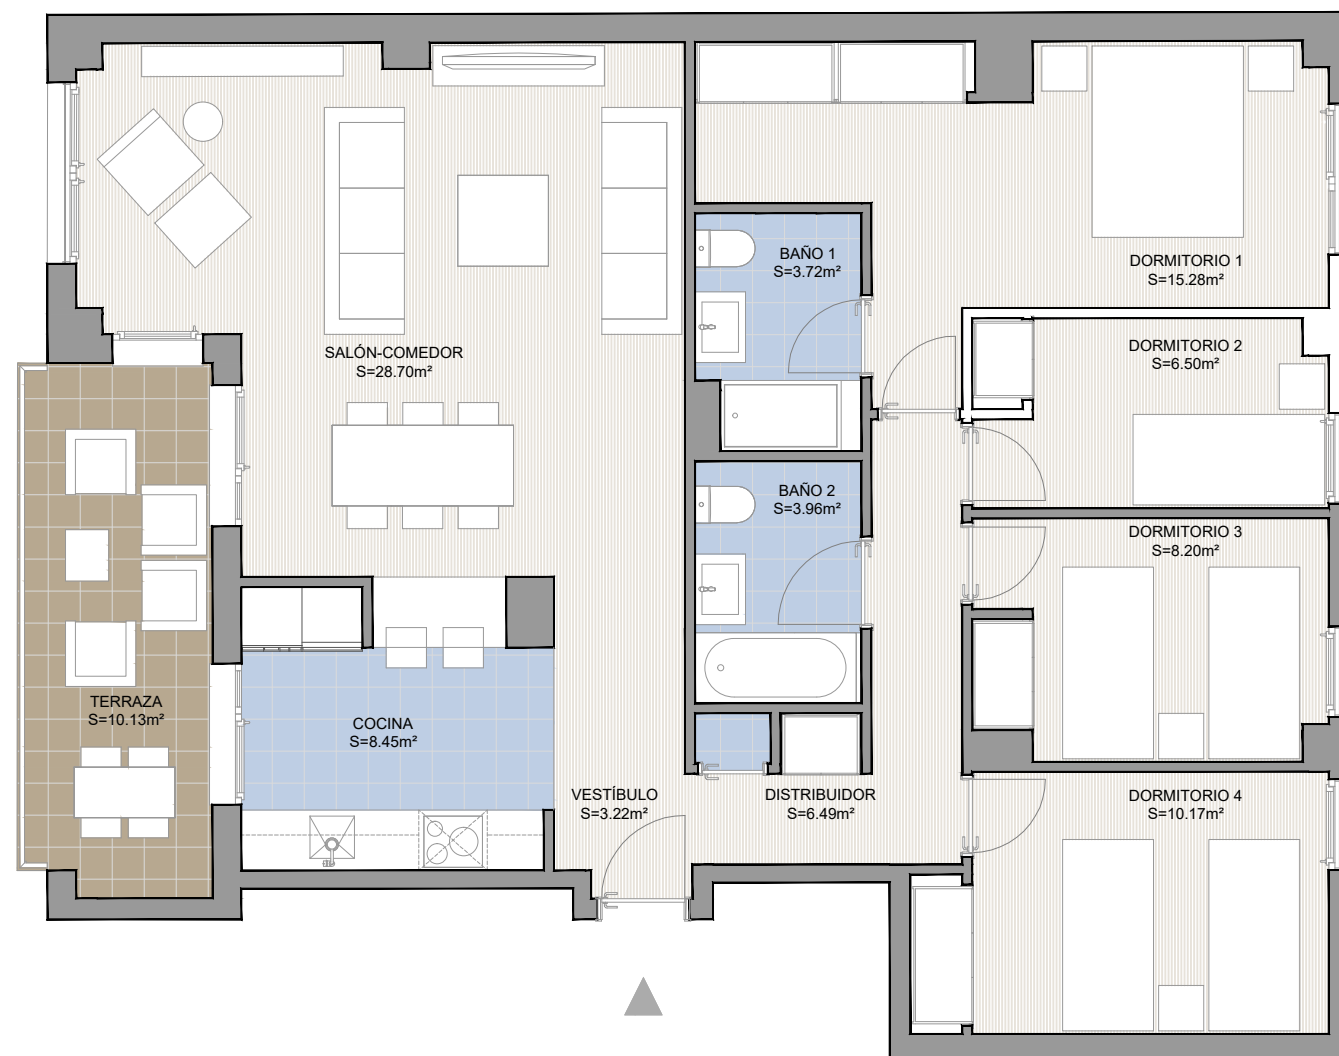 BAÑO 1
S=3.72m²
DORMITORIO 1
S=15.28m²
SALÓN-COMEDOR
S=28.70m²
DORMITORIO 2
S=6.50m²
BAÑO 2
S=3.96m²
DORMITORIO 3
S=8.20m²
TERRAZA
S=10.13m²
COCINA
S=8.45m²
VESTÍBULO
S=3.22m²
DISTRIBUIDOR
S=6.49m²
DORMITORIO 4
S=10.17m²